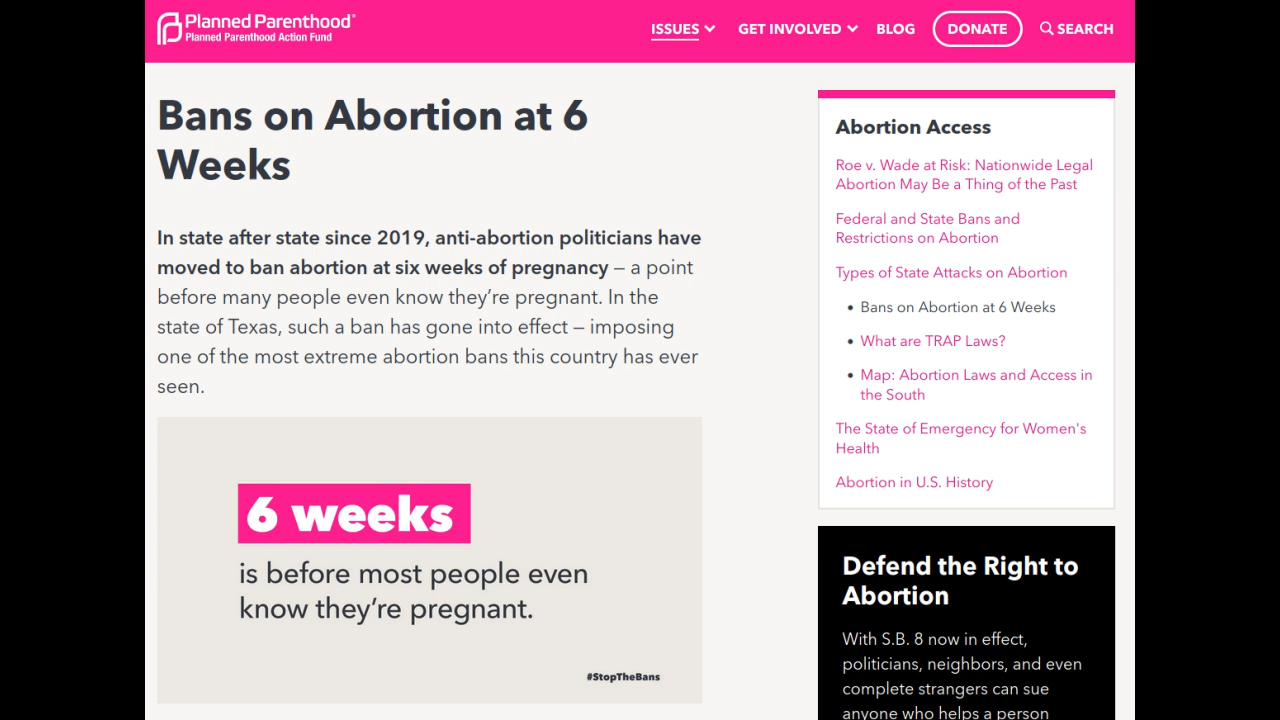 Planned Parenthood®
Planned Parenthood Action Fund
ISSUES
GET INVOLVED
BLOG
DONATE
SEARCH
Bans on Abortion at 6
Weeks
In state after state since 2019, anti-abortion politicians have
moved to ban abortion at six weeks of pregnancy – a point
before many people even know they’re pregnant. In the
state of Texas, such a ban has gone into effect – imposing
one of the most extreme abortion bans this country has ever
seen.
6 weeks
is before most people even
know they’re pregnant.
#StopTheBans
Abortion Access
Roe v. Wade at Risk: Nationwide Legal
Abortion May Be a Thing of the Past
Federal and State Bans and
Restrictions on Abortion
Types of State Attacks on Abortion
• Bans on Abortion at 6 Weeks
• What are TRAP Laws?
• Map: Abortion Laws and Access in
the South
The State of Emergency for Women's
Health
Abortion in U.S. History
Defend the Right to
Abortion
With S.B. 8 now in effect,
politicians, neighbors, and even
complete strangers can sue
anyone who helps a person